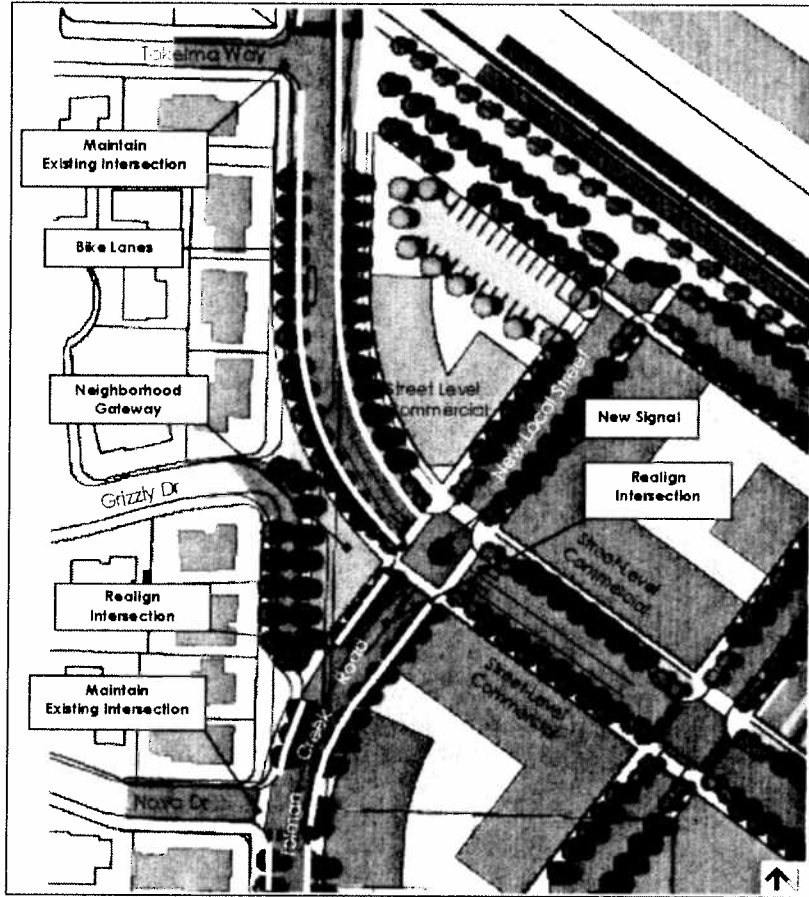 Takelma Way
Maintain
Existing Intersection
Bike Lanes
Neighborhood
Gateway
Street Level
Commercial
New Local Street
New Signal
Realign
Intersection
Grizzly Dr
Street-Level
Commercial
Realign
Intersection
Street-Level
Commercial
Maintain
Existing Intersection
Tolman Creek Road
Nova Dr